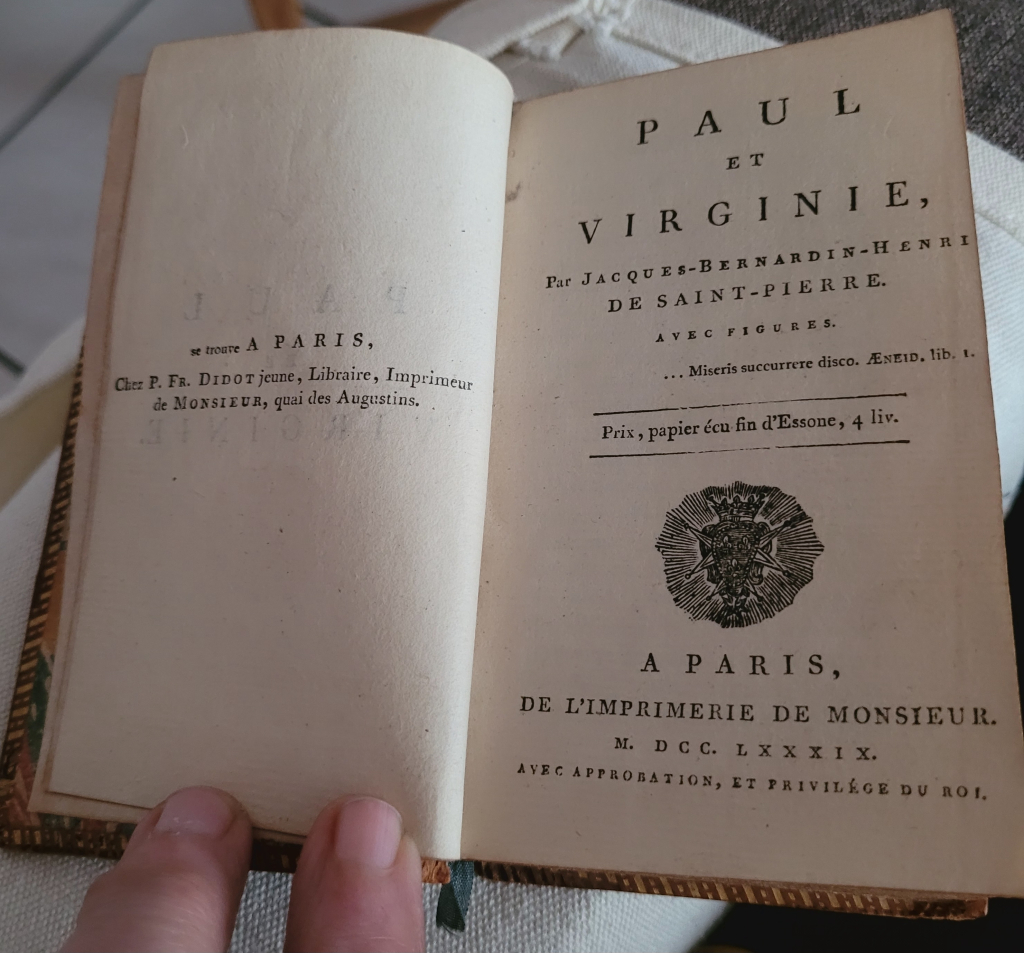 se trouve A PARIS,
Chez P. FR. DIDOT jeune, Libraire, Imprimeur
de MONSIEUR, quai des Augustins.
PAUL
ET
VIRGINIE,
Par JACQUES-BERNARDIN-HENRI
DE SAINT-PIERRE.
AVEC FIGURES.
... Miseris succurrere disco. ÆNEID. lib. 1.
Prix, papier écu fin d'Essone, 4 liv.
A PARIS,
DE L'IMPRIMERIE DE MONSIEUR.
M. DCC. LXXXIX.
AVEC APPROBATION, ET PRIVILÉGE DU ROI.